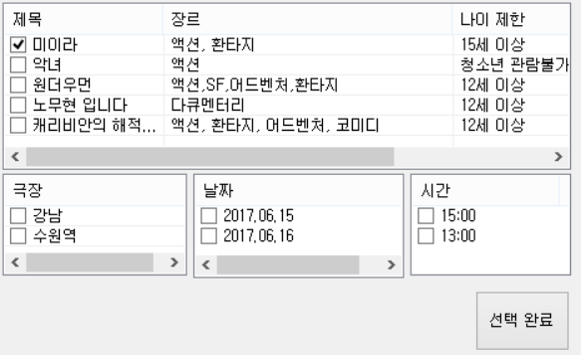 제목 장르 나이 제한
미이라 액션, 환타지 15세 이상
악녀 액션 청소년 관람불가
원더우먼 액션,SF,어드벤처,환타지 12세 이상
노무현 입니다 다큐멘터리 12세 이상
캐리비안의 해적... 액션, 환타지, 어드벤처, 코미디 12세 이상
극장 날짜 시간
강남 2017,06,15 15:00
수원역 2017,06,16 13:00
선택 완료